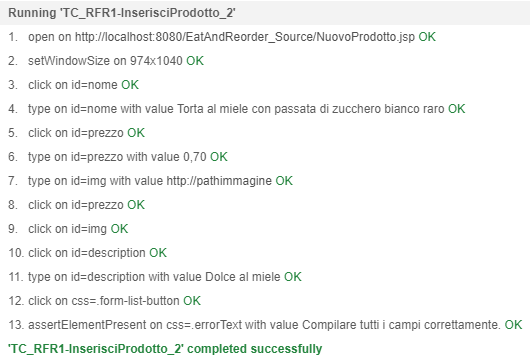 Running 'TC_RFR1-InserisciProdotto_2'
1. open on http://localhost:8080/EatAndReorder_Source/NuovoProdotto.jsp OK
2. setWindowSize on 974x1040 OK
3. click on id=nome OK
4. type on id=nome with value Torta al miele con passata di zucchero bianco raro OK
5. click on id=prezzo OK
6. type on id=prezzo with value 0,70 OK
7. type on id=img with value http://pathimmagine OK
8. click on id=prezzo OK
9. click on id=img OK
10. click on id=description OK
11. type on id=description with value Dolce al miele OK
12. click on css=.form-list-button OK
13. assertElementPresent on css=.errorText with value Compilare tutti i campi correttamente. OK
'TC_RFR1-InserisciProdotto_2' completed successfully